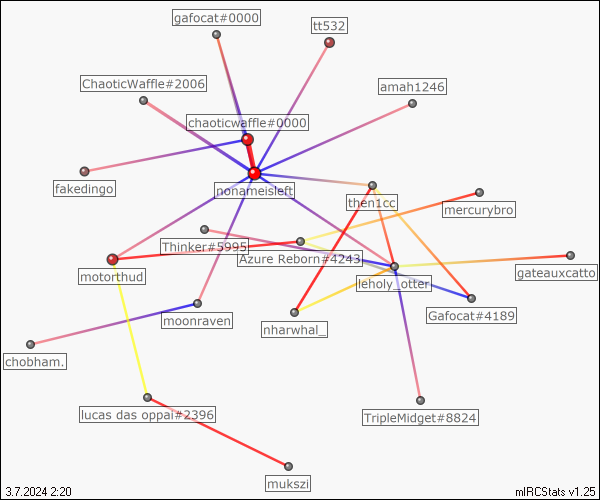 gafocat#0000
tt532
ChaoticWaffle#2006
amah1246
chaoticwaffle#0000
fakedingo
nonameisleft
then1cc
mercurybro
Thinker#5995
Azure Reborn#4243
motorthud
leholy_otter
gateauxcatto
moonraven
nharwhal_
Gafocat#4189
chobham.
lucas das oppai#2396
TripleMidget#8824
mukszi
3.7.2024 2:20
mIRCStats v1.25